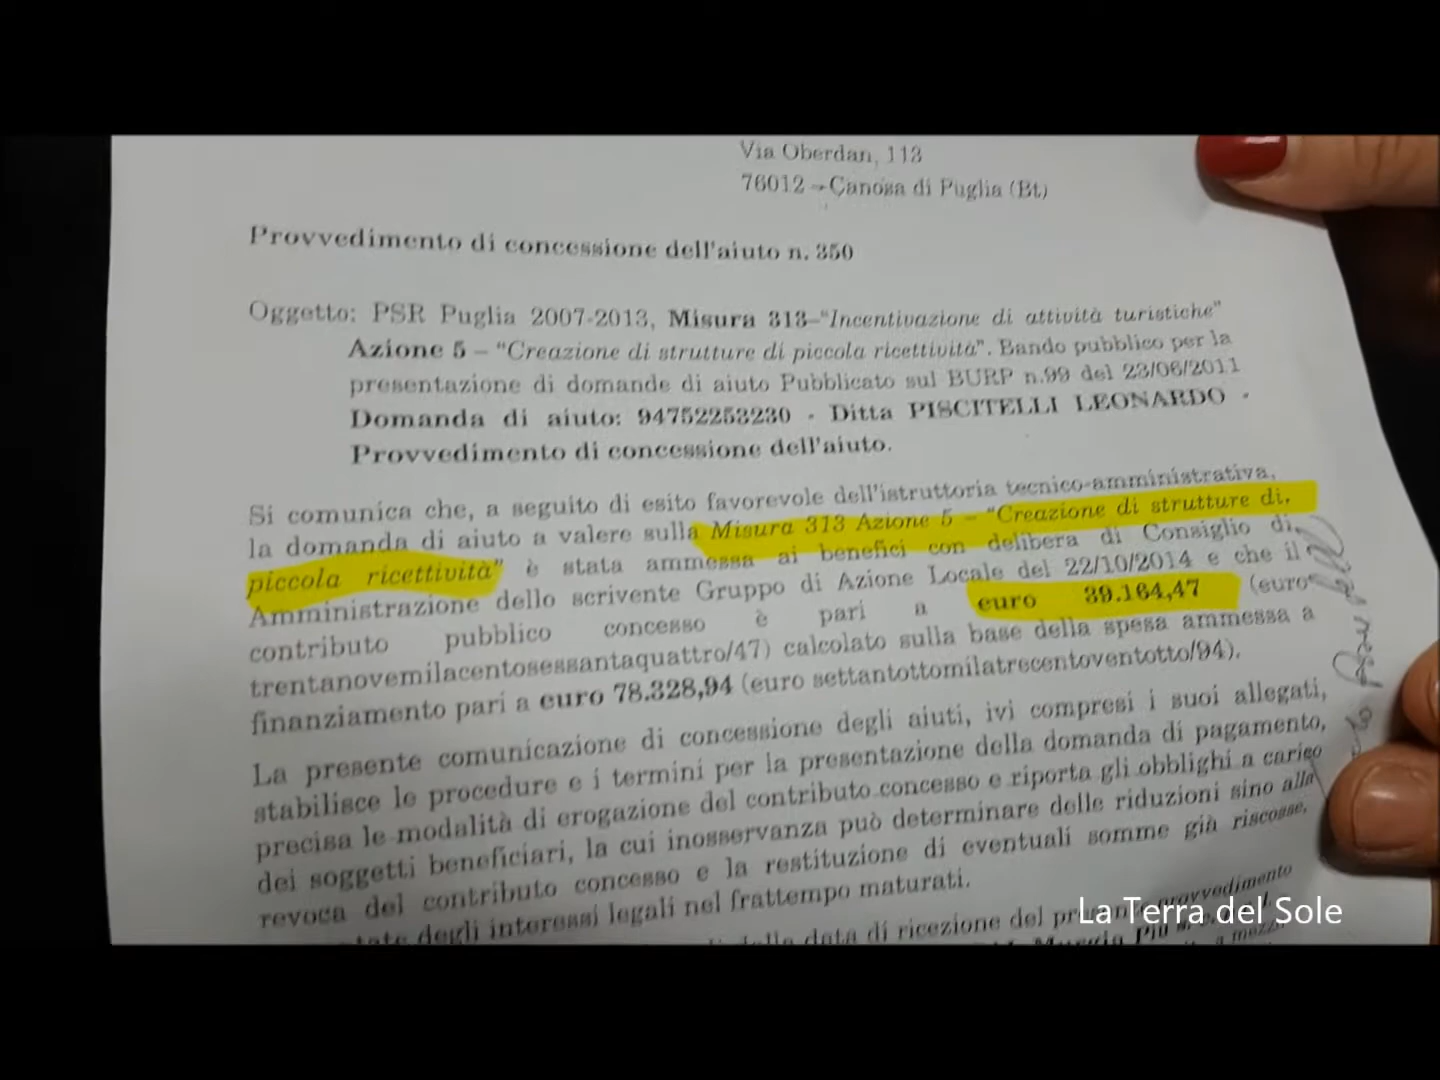 Via Oberdan, 113
76012 - Canosa di Puglia (Bt)
Provvedimento di concessione dell'aiuto n. 350
Oggetto: PSR Puglia 2007-2013, Misura 313–"Incentivazione di attività turistiche"
Azione 5 – "Creazione di strutture di piccola ricettività". Bando pubblico per la
presentazione di domande di aiuto Pubblicato sul BURP n.99 del 23/06/2011
Domanda di aiuto: 94752253230 - Ditta PISCITELLI LEONARDO -
Provvedimento di concessione dell'aiuto.
Si comunica che, a seguito di esito favorevole dell'istruttoria tecnico-amministrativa,
la domanda di aiuto a valere sulla Misura 313 Azione 5 – "Creazione di strutture di
piccola ricettività" è stata ammessa ai benefici con delibera di Consiglio di
Amministrazione dello scrivente Gruppo di Azione Locale del 22/10/2014 e che il
contributo pubblico concesso è pari a euro 39.164,47 (euro
trentanovemilacentosessantaquattro/47) calcolato sulla base della spesa ammessa a
finanziamento pari a euro 78.328,94 (euro settantottomilatrecentoventotto/94).
La presente comunicazione di concessione degli aiuti, ivi compresi i suoi allegati,
stabilisce le procedure e i termini per la presentazione della domanda di pagamento,
precisa le modalità di erogazione del contributo concesso e riporta gli obblighi a carico
dei soggetti beneficiari, la cui inosservanza può determinare delle riduzioni sino alla
revoca del contributo concesso e la restituzione di eventuali somme già riscosse,
degli interessi legali nel frattempo maturati.
data di ricezione del provvedimento
Murgia Più
a mezzo
La Terra del Sole